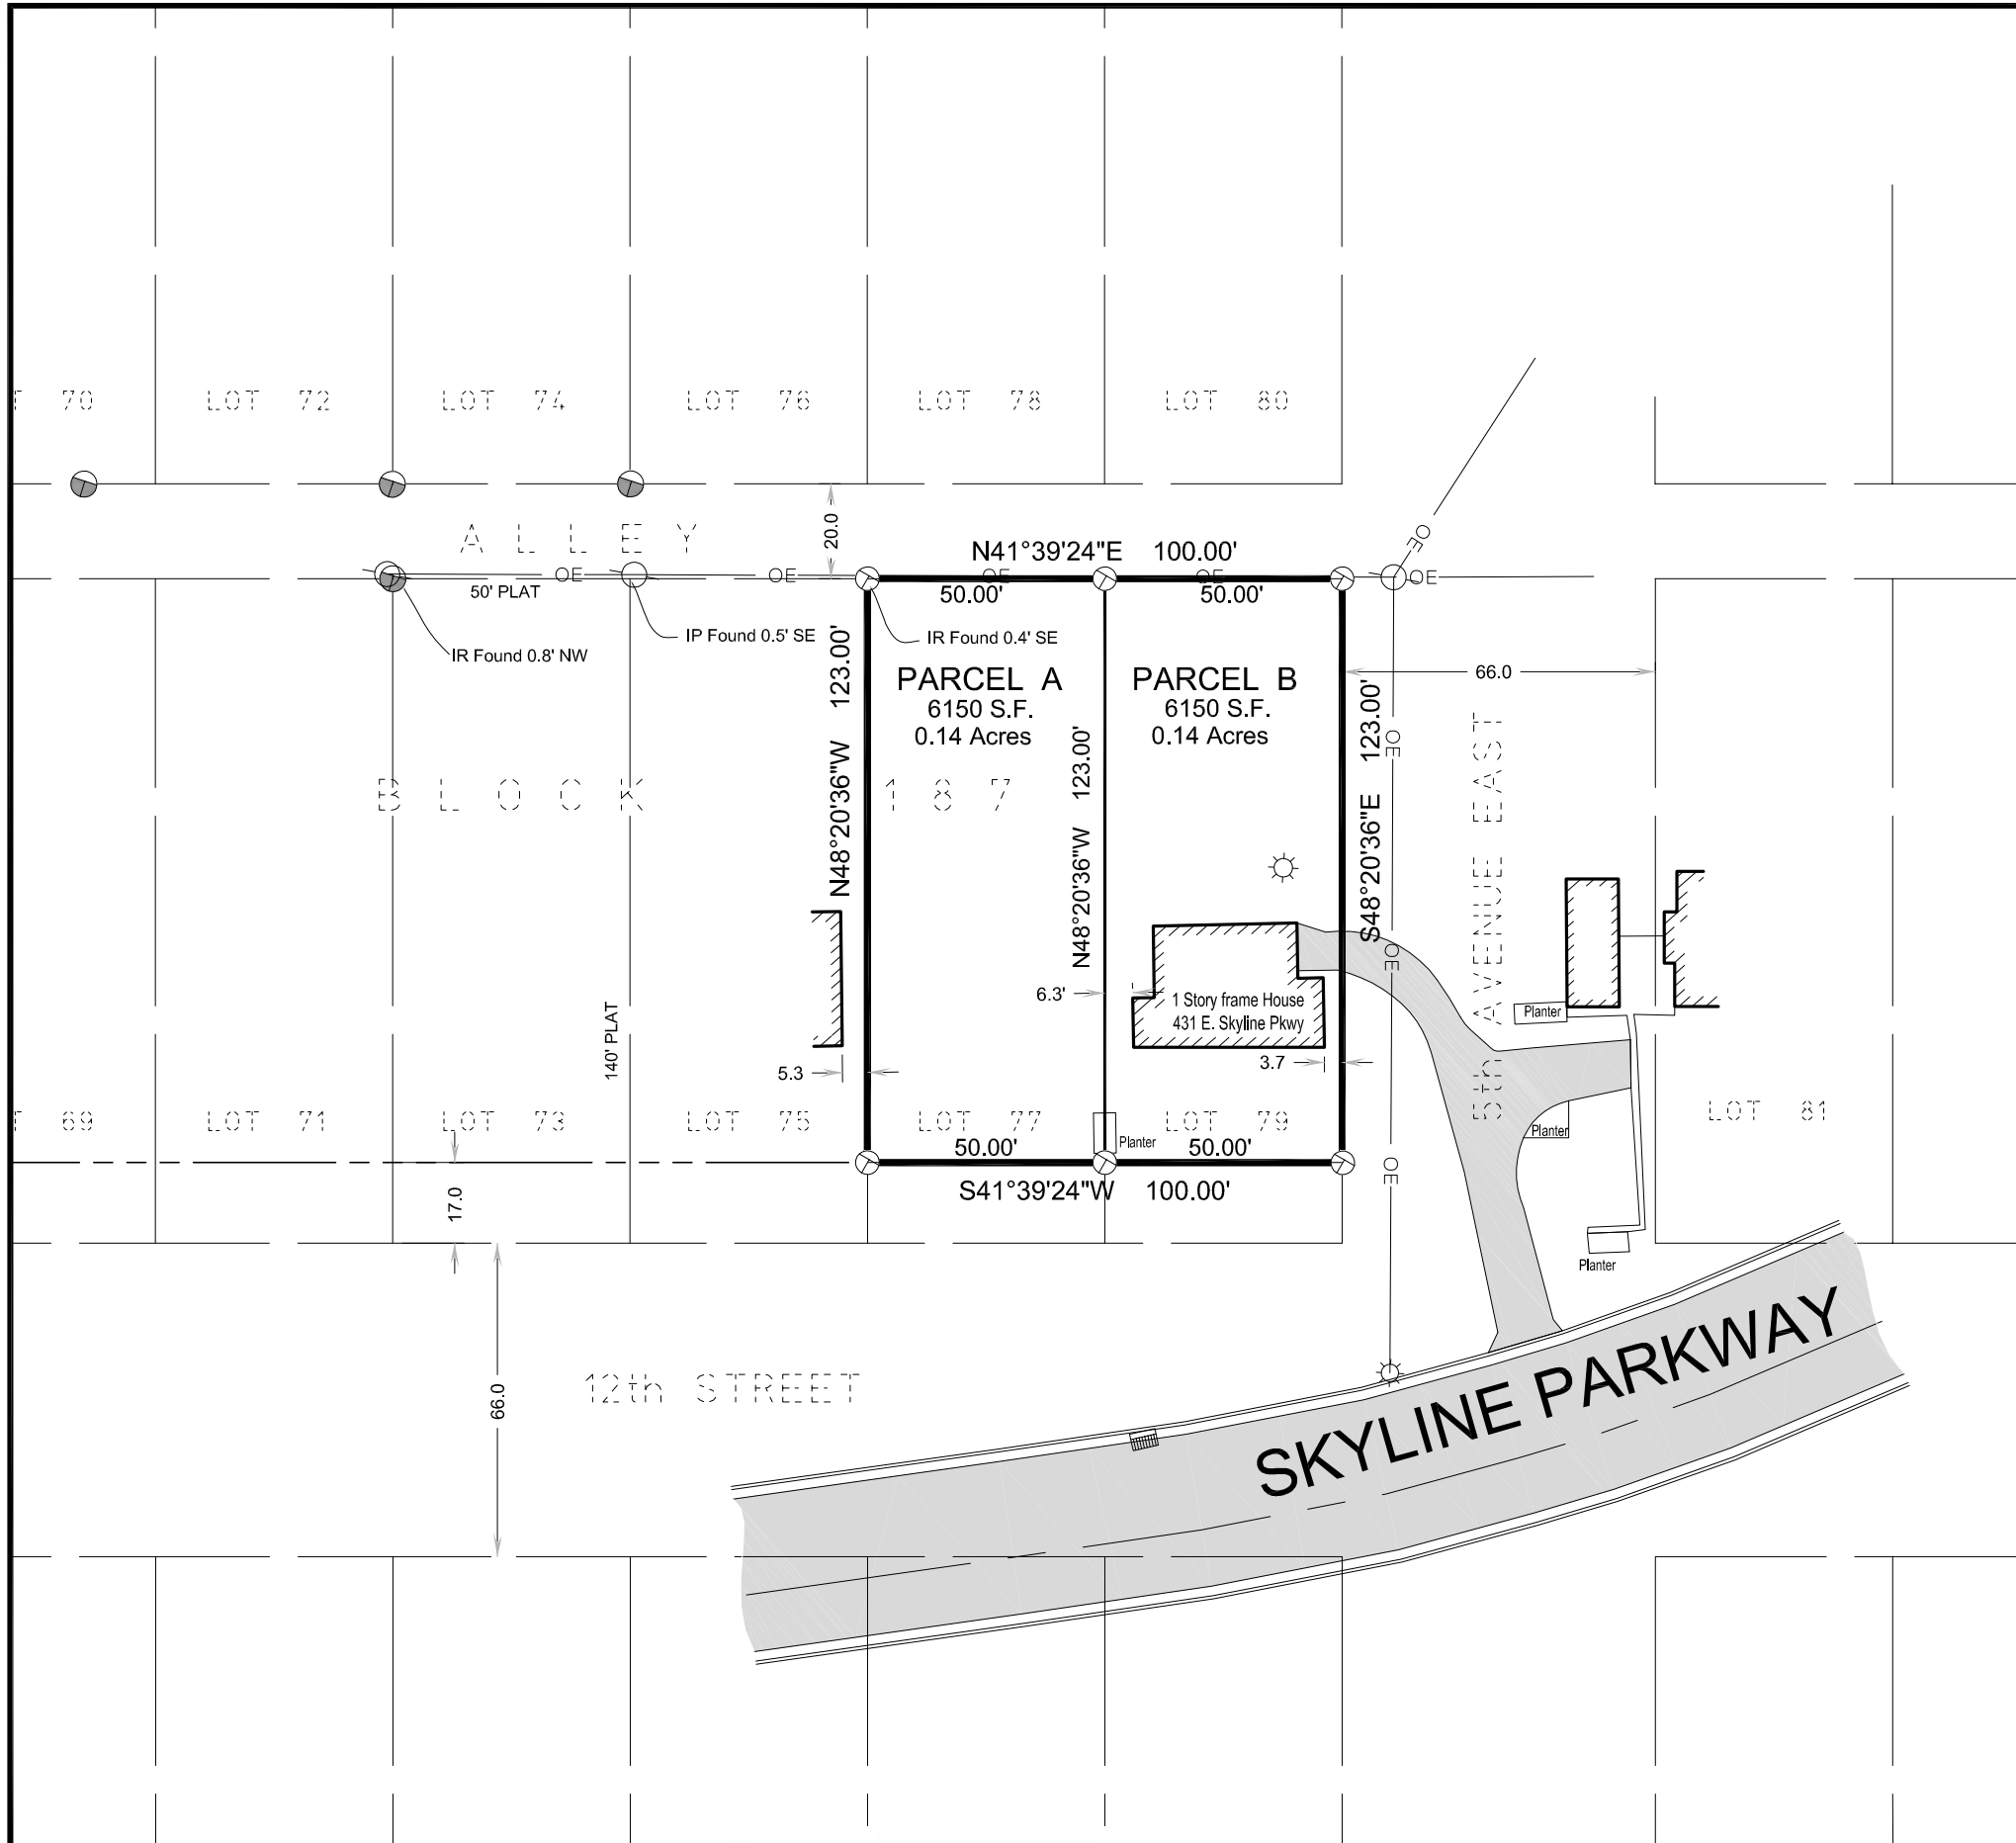 T 70
LOT 72
LOT 74
LOT 76
LOT 78
LOT 80
ALLEY
20.0
N41°39'24"E 100.00'
OE
OE
OE
OE
OE
OE
50' PLAT
50.00'
50.00'
IR Found 0.8' NW
IP Found 0.5' SE
IR Found 0.4' SE
N48°20'36"W 123.00'
PARCEL A
6150 S.F.
0.14 Acres
PARCEL B
6150 S.F.
0.14 Acres
66.0
N48°20'36"W 123.00'
S48°20'36"E 123.00'
OE
OE
OE
5th AVENUE EAST
BLOCK 187
6.3'
1 Story frame House
431 E. Skyline Pkwy
Planter
140' PLAT
5.3
3.7
T 69
LOT 71
LOT 73
LOT 75
LOT 77
LOT 79
LOT 81
Planter
Planter
50.00'
50.00'
S41°39'24"W 100.00'
17.0
Planter
66.0
12th STREET
SKYLINE PARKWAY